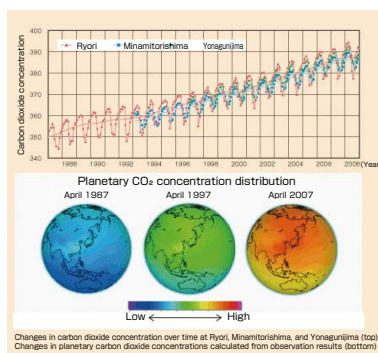 Carbon dioxide concentration
400
390
380
370
360
350
340
Ryori Minamitorishima Yonagunijima
1988 1990 1992 1994 1996 1998 2000 2002 2004 2006 2008 (Year
Planetary CO₂ concentration distribution
April 1987 April 1997 April 2007
Low High
Changes in carbon dioxide concentration over time at Ryori, Minamitorishima, and Yonagunijima (top)
Changes in planetary carbon dioxide concentrations calculated from observation results (bottom)